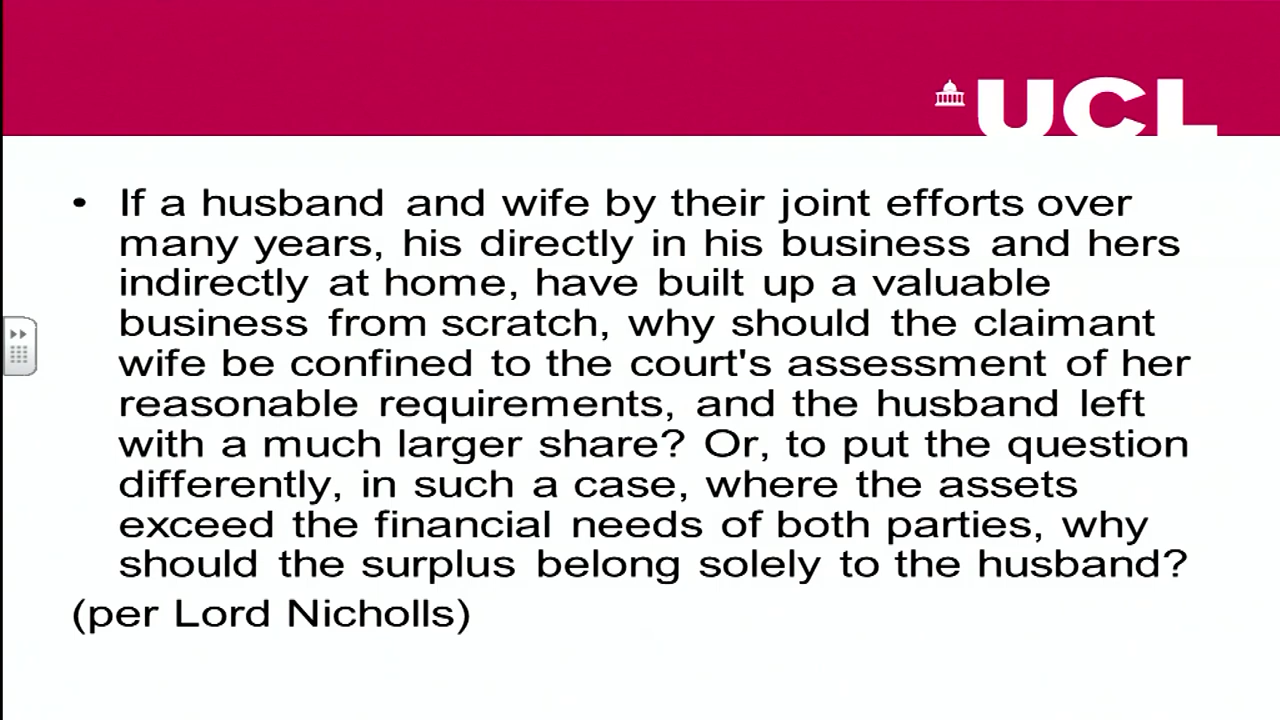 UCL
• If a husband and wife by their joint efforts over
many years, his directly in his business and hers
indirectly at home, have built up a valuable
business from scratch, why should the claimant
wife be confined to the court's assessment of her
reasonable requirements, and the husband left
with a much larger share? Or, to put the question
differently, in such a case, where the assets
exceed the financial needs of both parties, why
should the surplus belong solely to the husband?
(per Lord Nicholls)